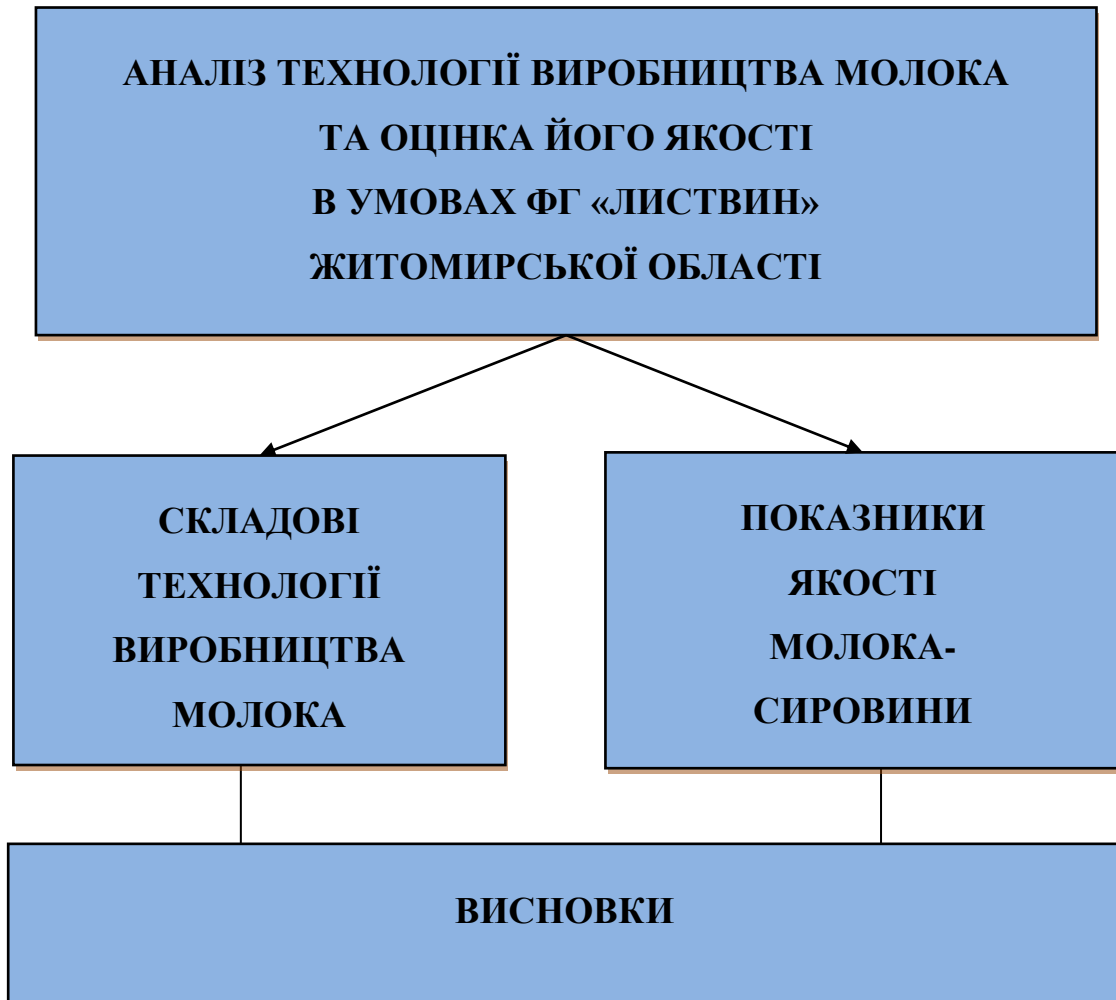 АНАЛІЗ ТЕХНОЛОГІЇ ВИРОБНИЦТВА МОЛОКА
ТА ОЦІНКА ЙОГО ЯКОСТІ
В УМОВАХ ФГ «ЛИСТВИН»
ЖИТОМИРСЬКОЇ ОБЛАСТІ
СКЛАДОВІ
ТЕХНОЛОГІЇ
ВИРОБНИЦТВА
МОЛОКА
ПОКАЗНИКИ
ЯКОСТІ
МОЛОКА-
СИРОВИНИ
ВИСНОВКИ